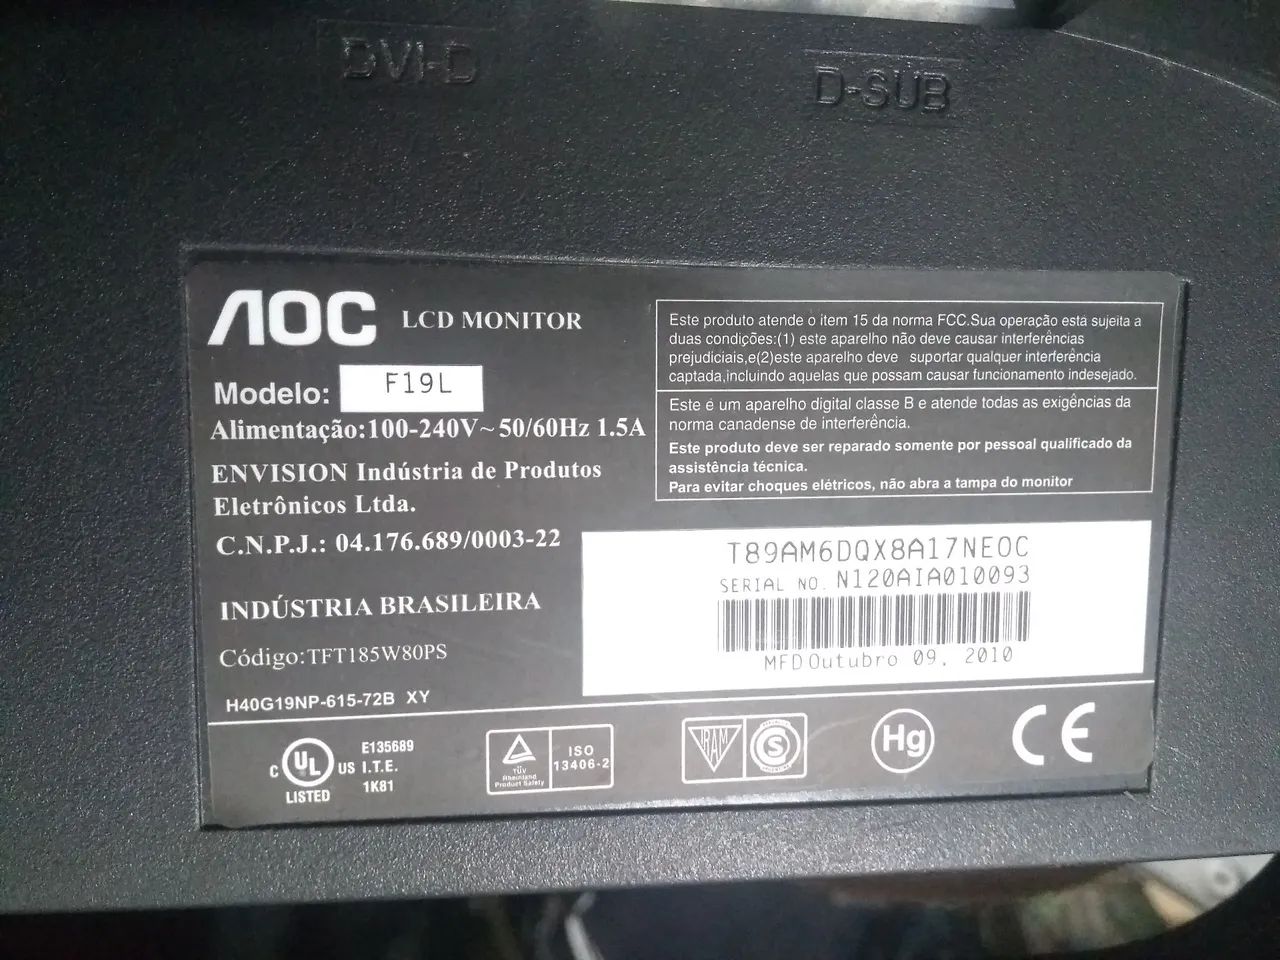 DVI-D
D-SUB
AOC LCD MONITOR
Modelo: F19L
Alimentação:100-240V~50/60Hz 1.5A
ENVISION Indústria de Produtos
Eletrônicos Ltda.
C.N.P.J.: 04.176.689/0003-22
INDÚSTRIA BRASILEIRA
Código:TFT185W80PS
H40G19NP-615-72B XY
Este produto atende o item 15 da norma FCC.Sua operação está sujeita a
duas condições:(1) este aparelho não deve causar interferências
prejudiciais,e(2)este aparelho deve suportar qualquer interferência
captada,incluindo aquelas que possam causar funcionamento indesejado.
Este é um aparelho digital classe B e atende todas as exigências da
norma canadense de interferência.
Este produto deve ser reparado somente por pessoal qualificado da
assistência técnica.
Para evitar choques elétricos, não abra a tampa do monitor
T89AM6DQX8A17NEOC
SERIAL NO. N120AIA010093
MFD Outubro 09, 2010
C UL US
LISTED
E135689
I.T.E.
1K81
TÜV
Rheinland
Product Safety
ISO
13406-2
IRAM
S
Hg
CE